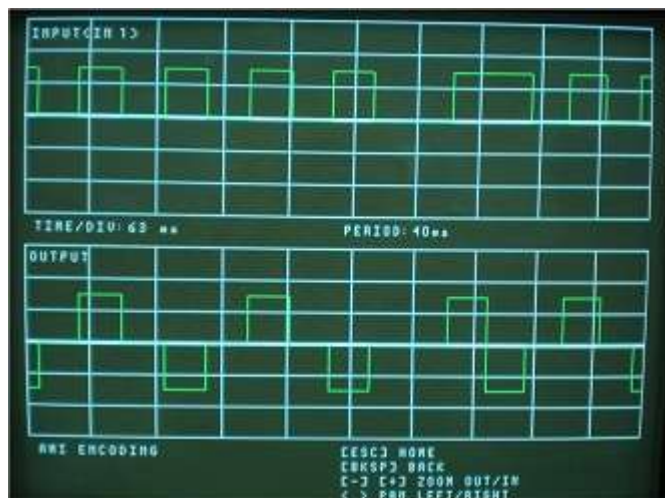 INPUT<IN 1>
TIME/DIV: 63 ms
PERIOD: 40ms
OUTPUT
AMI ENCODING
[ESC] HOME
[BKSP] BACK
[-] [+] ZOOM OUT/IN
< > PAN LEFT/RIGHT